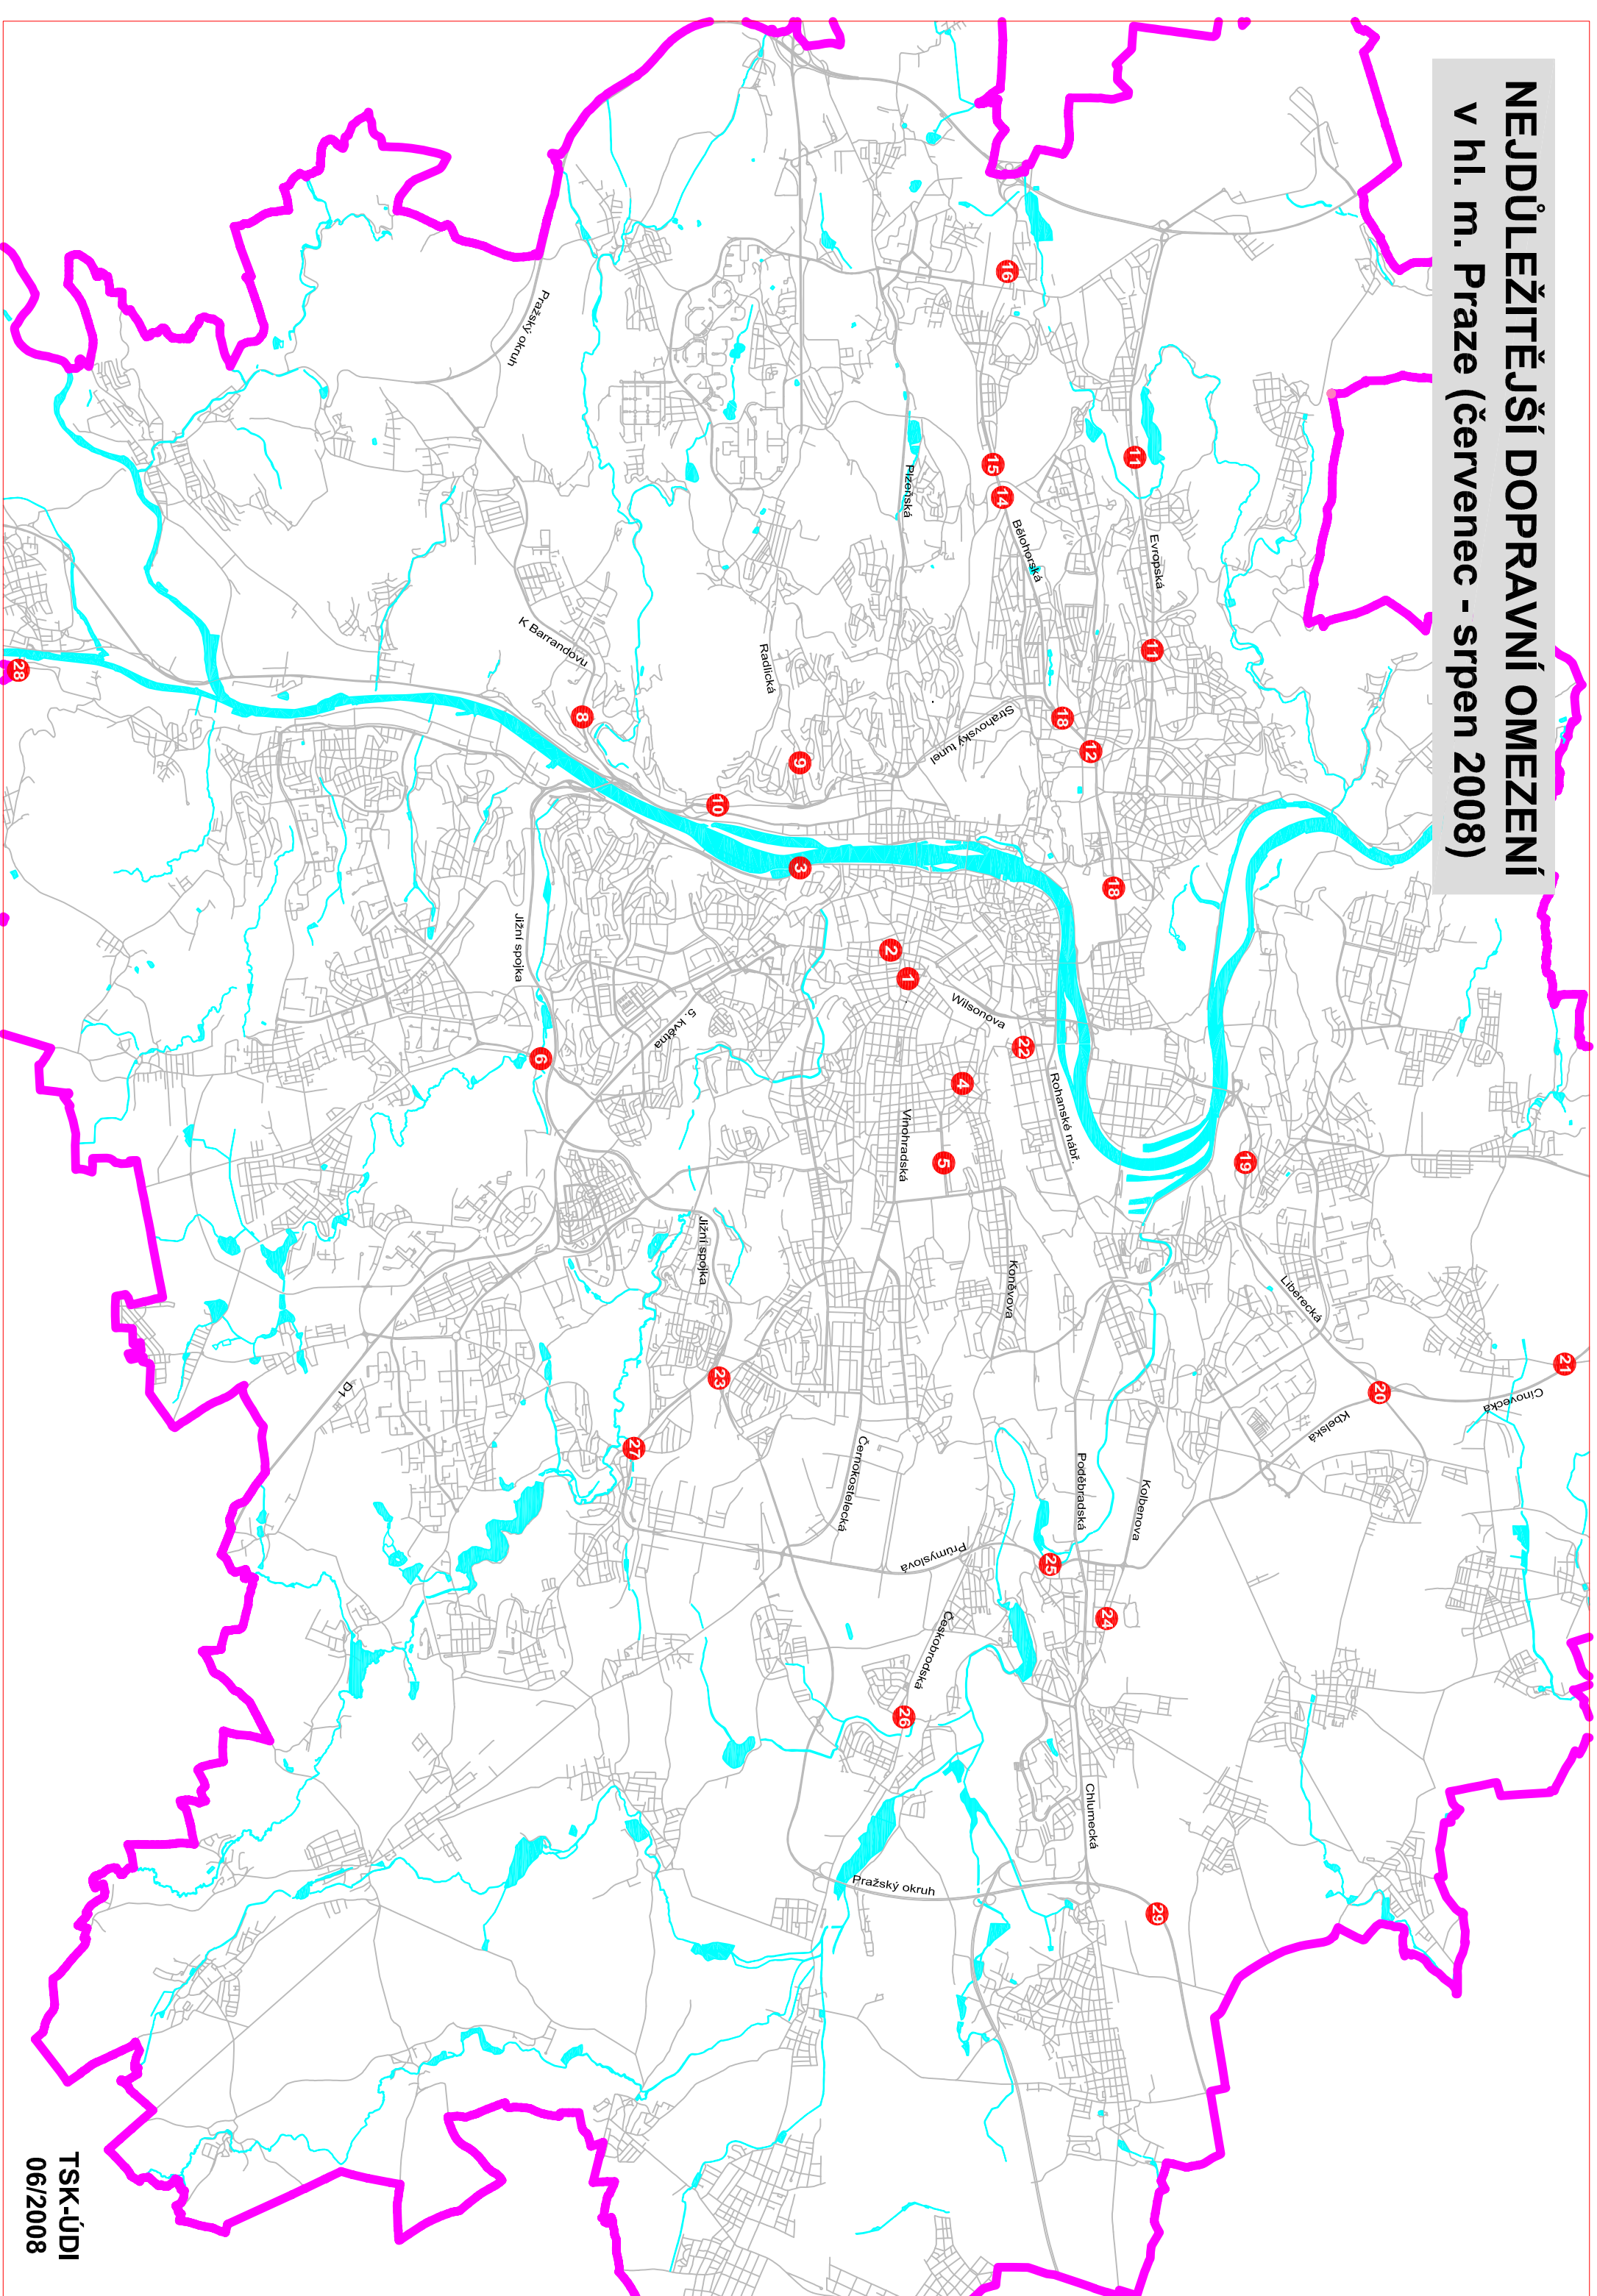 NEJDŮLEŽITĚJŠÍ DOPRAVNÍ OMEZENÍ
v hl. m. Praze (červenec - srpen 2008)
21
Cínovecká
20
Kbelská
Liberecká
19
Evropská
29
11
Kolbenova
11
18
24
Chlumecká
12
Poděbradská
18
Rohanské nábř.
25
Bělohorská
22
Koněvova
16
14
15
Wilsonova
Strahovský tunel
4
5
Průmyslová
Českobrodská
Plzeňská
1
26
Vinohradská
Pražský okruh
2
Černokostelecká
9
3
Radlická
23
10
Jižní spojka
5. května
27
8
K Barrandovu
6
Pražský okruh
Jižní spojka
D1
28
TSK-ÚDI
06/2008